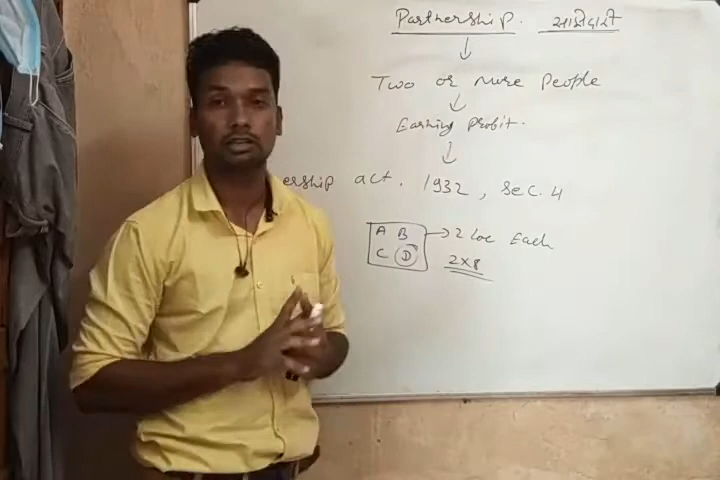 Partnership. साझेदारी
Two or more People
Earning profit.
ership act. 1932, Sec. 4
A B
2 lac Each
C D
2x8